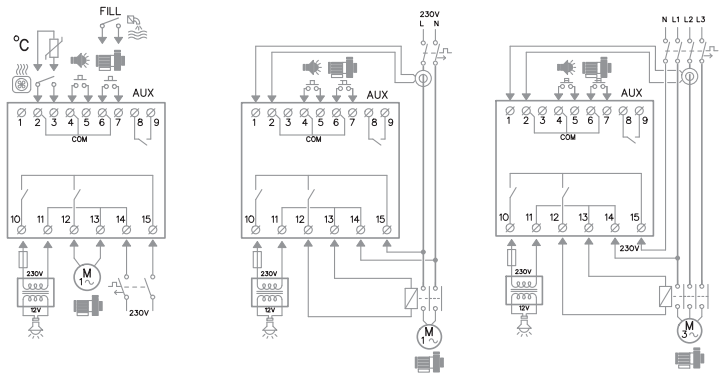 FILL
°C
AUX
1 2 3 4 5 6 7 8 9
COM
10 11 12 13 14 15
230V
12V
M
1~
230V
230V
L N
AUX
1 2 3 4 5 6 7 8 9
COM
10 11 12 13 14 15
230V
12V
M
1~
N L1 L2 L3
AUX
1 2 3 4 5 6 7 8 9
COM
10 11 12 13 14 15
230V
230V
12V
M
3~